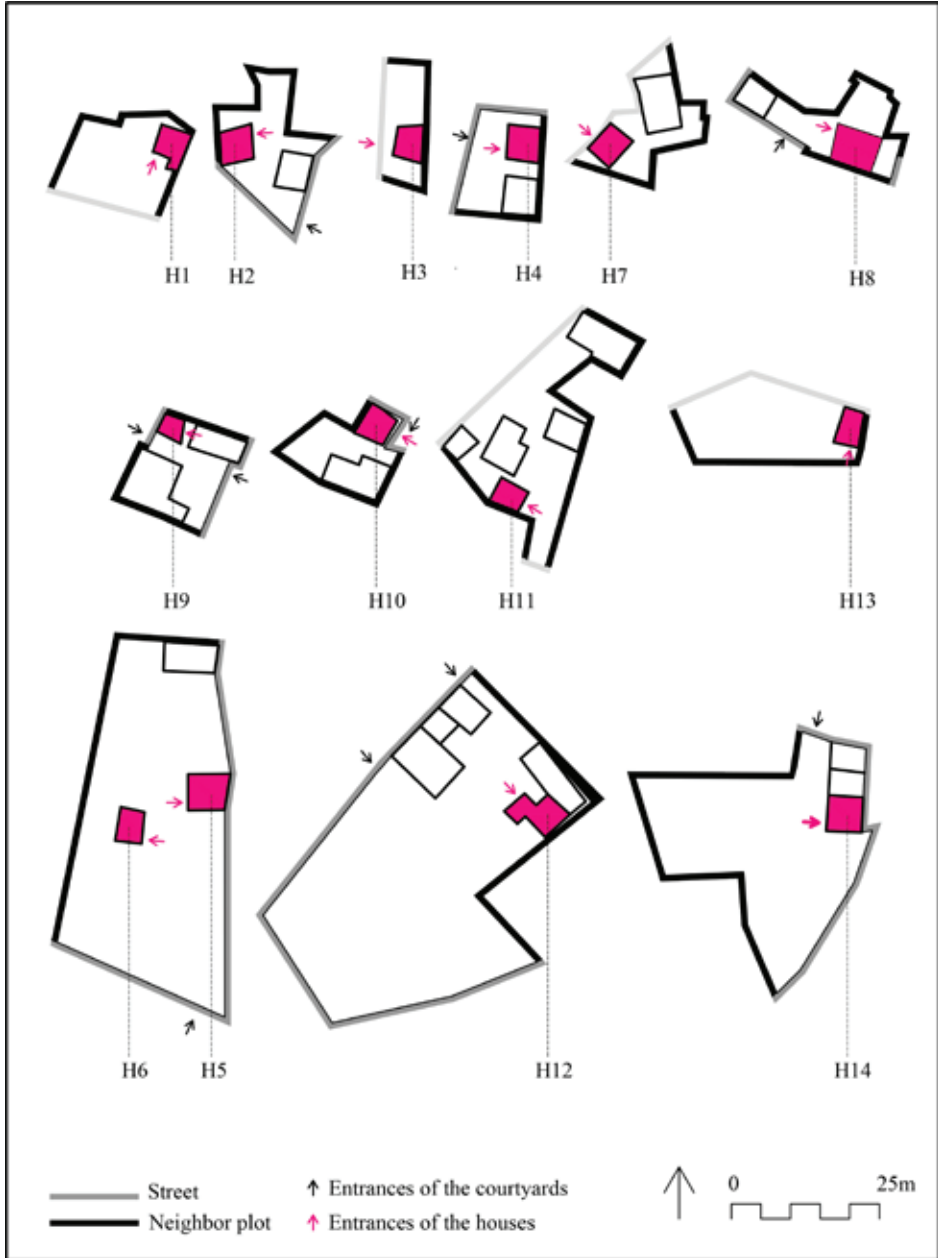 H1 H2 H3 H4 H7 H8
H9 H10 H11 H13
H6 H5 H12 H14
Street
Neighbor plot
Entrances of the courtyards
Entrances of the houses
0 25m